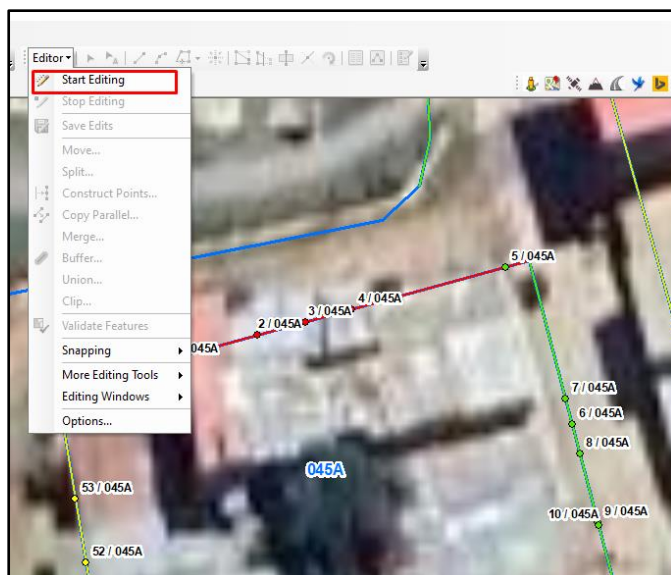 Editor
Start Editing
Stop Editing
Save Edits
Move...
Split...
Construct Points...
Copy Parallel...
Merge...
Buffer...
Union...
Clip...
Validate Features
Snapping
More Editing Tools
Editing Windows
Options...
5 / 045A
4 / 045A
3 / 045A
2 / 045A
045A
7 / 045A
6 / 045A
8 / 045A
045A
53 / 045A
10 / 045A
9 / 045A
52 / 045A